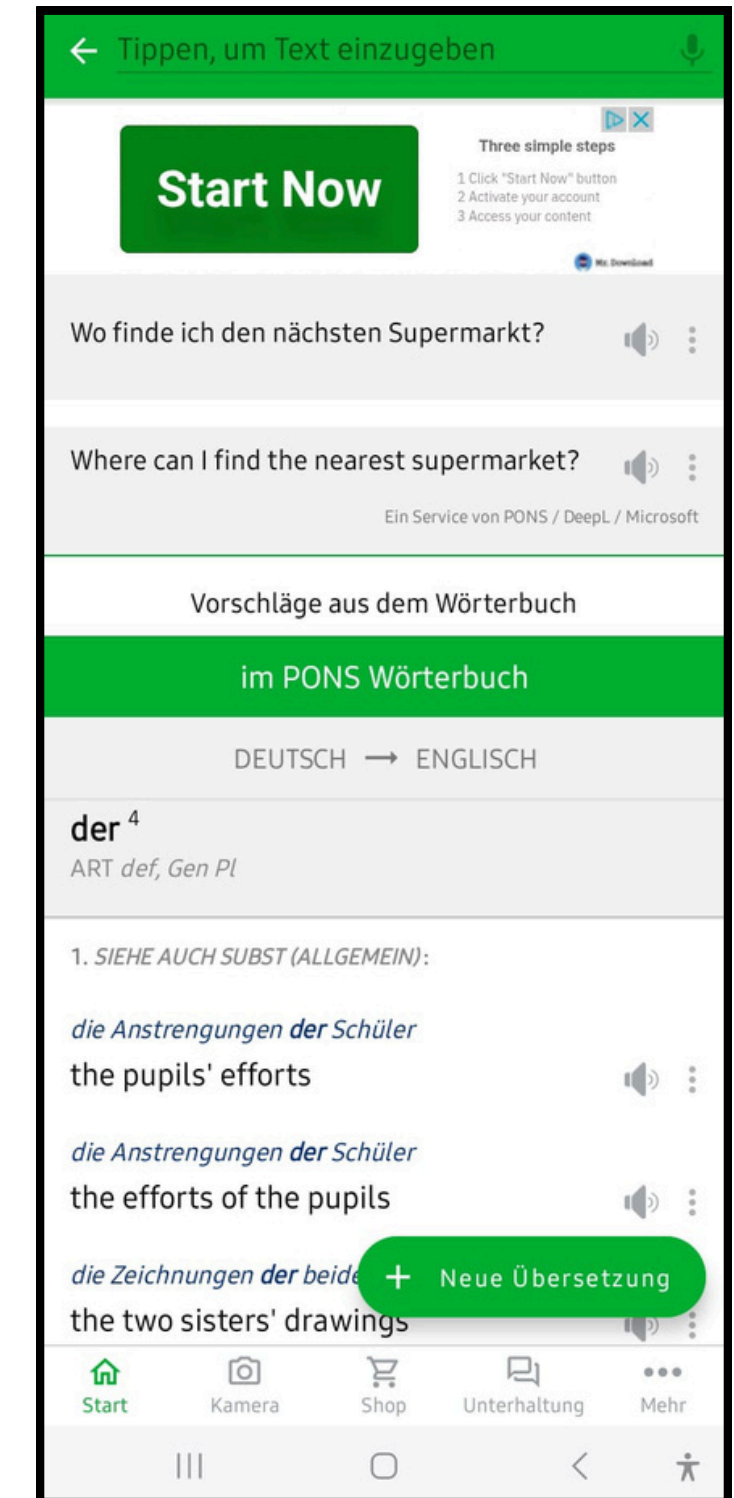 Tippen, um Text einzugeben
Start Now
Three simple steps
1 Click "Start Now" button
2 Activate your account
3 Access your content
Mr. Download
Wo finde ich den nächsten Supermarkt?
Where can I find the nearest supermarket?
Ein Service von PONS / DeepL / Microsoft
Vorschläge aus dem Wörterbuch
im PONS Wörterbuch
DEUTSCH → ENGLISCH
der 4
ART def, Gen Pl
1. SIEHE AUCH SUBST (ALLGEMEIN):
die Anstrengungen der Schüler
the pupils' efforts
die Anstrengungen der Schüler
the efforts of the pupils
die Zeichnungen der beide
+ Neue Übersetzung
the two sisters' drawings
Start Kamera Shop Unterhaltung Mehr